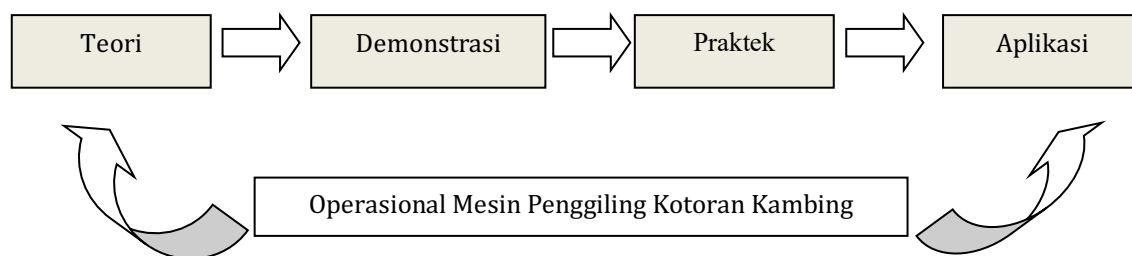 Teori
Demonstrasi
Praktek
Aplikasi
Operasional Mesin Penggiling Kotoran Kambing